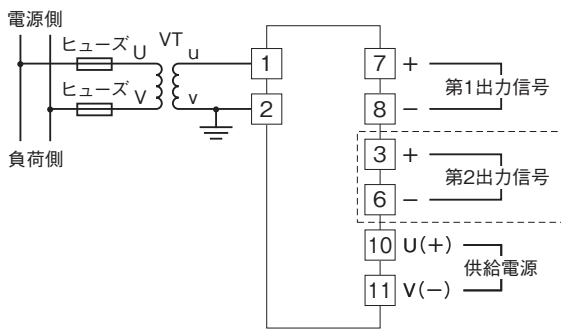 電源側
ヒューズ U VT u
1
7 +
第1出力信号
ヒューズ V v
2
8 −
負荷側
3 +
第2出力信号
6 −
10 U(+)
供給電源
11 V(−)